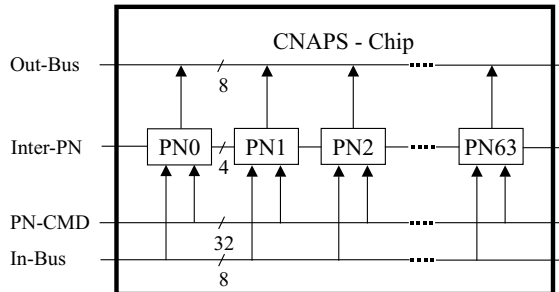 CNAPS - Chip
Out-Bus
8
Inter-PN
PN0
PN1
PN2
PN63
4
PN-CMD
32
In-Bus
8